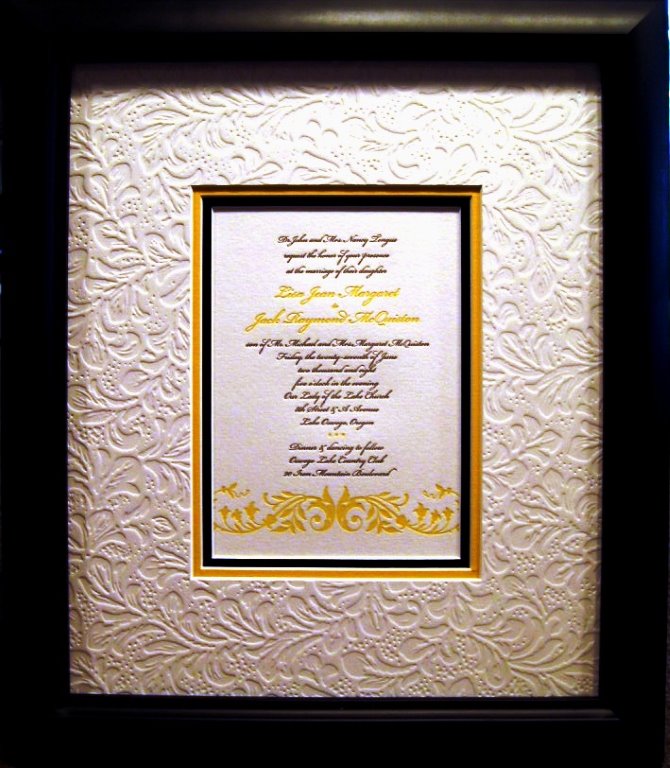 Dr. John and Mrs. Nancy Tongue
request the honor of your presence
at the marriage of their daughter
Lisa Jean Margaret
&
Jack Raymond McQuiston
son of Mr. Michael and Mrs. Margaret McQuiston
Friday, the twenty-seventh of June
two thousand and eight
five o'clock in the evening
Our Lady of the Lake Church
8th Street & A Avenue
Lake Oswego, Oregon
Dinner & dancing to follow
Oswego Lake Country Club
20 Iron Mountain Boulevard